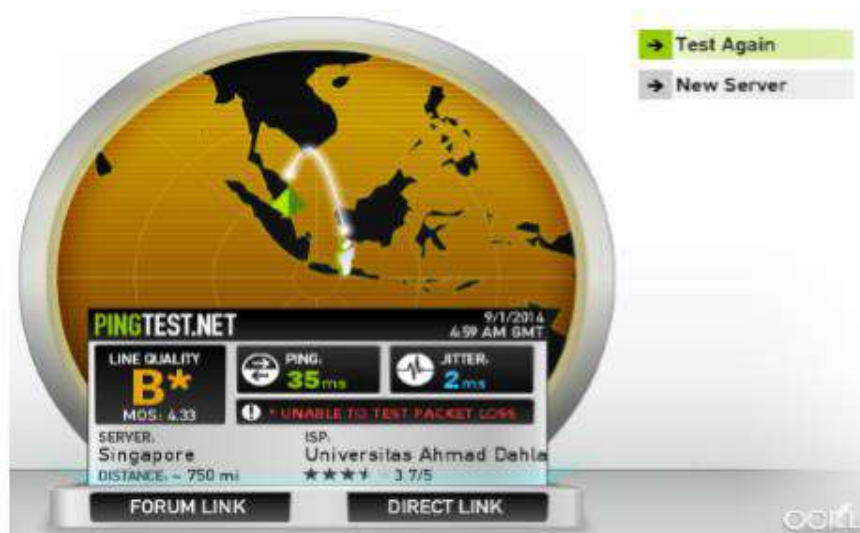 Test Again
New Server
PINGTEST.NET
9/1/2014
4:59 AM GMT
LINE QUALITY
B*
MOS: 4.33
PING:
35ms
JITTER:
2ms
* UNABLE TO TEST PACKET LOSS
SERVER:
Singapore
DISTANCE: ~ 750 mi
ISP:
Universitas Ahmad Dahla
3.7/5
FORUM LINK
DIRECT LINK